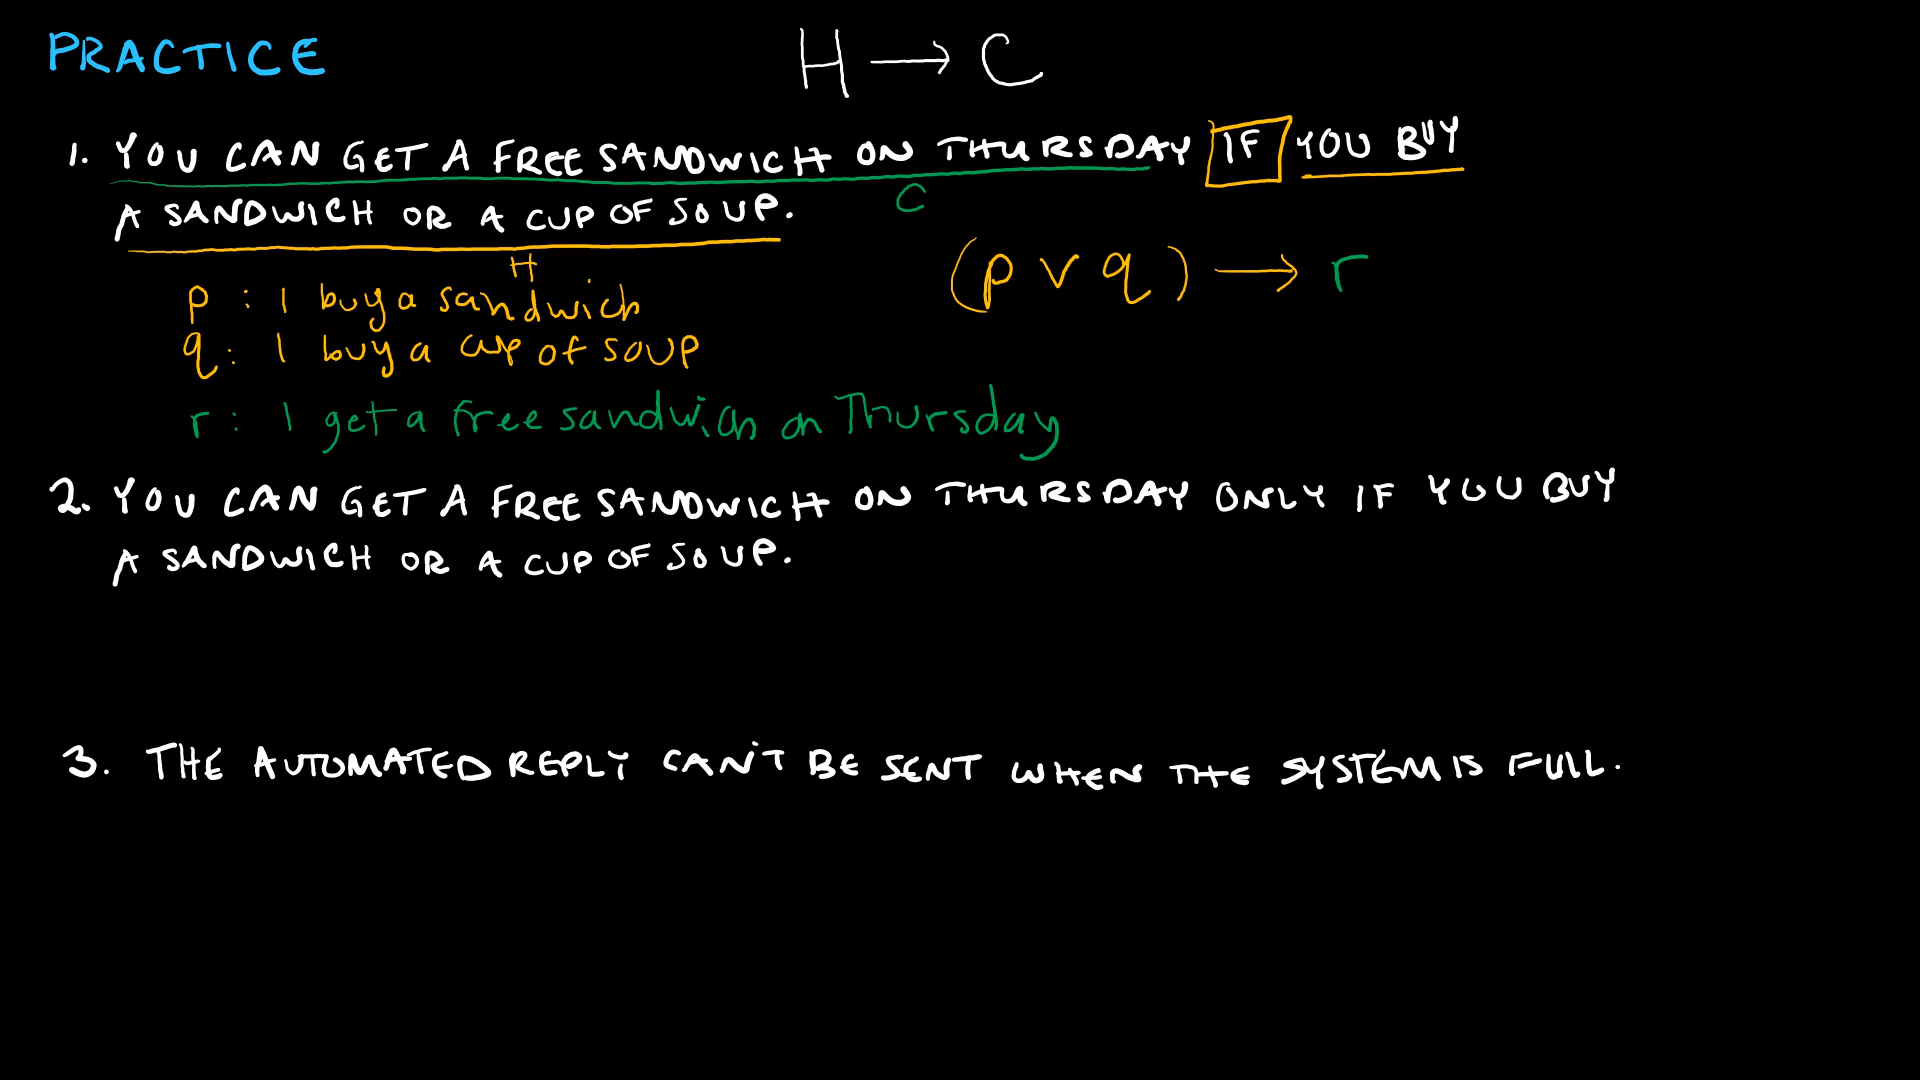 PRACTICE
H → C
1. YOU CAN GET A FREE SANDWICH ON THURSDAY IF YOU BUY
A SANDWICH OR A CUP OF SOUP.
C
H
(p ∨ q) → r
p : I buy a sandwich
q : I buy a cup of soup
r : I get a free sandwich on Thursday
2. YOU CAN GET A FREE SANDWICH ON THURSDAY ONLY IF YOU BUY
A SANDWICH OR A CUP OF SOUP.
3. THE AUTOMATED REPLY CAN'T BE SENT WHEN THE SYSTEM IS FULL.